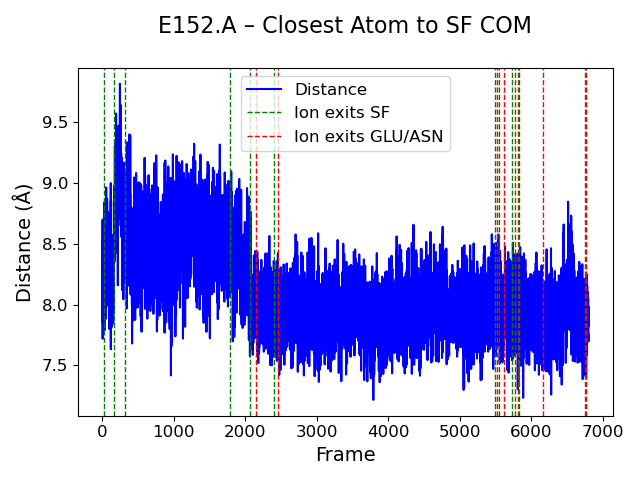 E152.A – Closest Atom to SF COM
Distance
Ion exits SF
Ion exits GLU/ASN
Distance (Å)
9.5
9.0
8.5
8.0
7.5
0 1000 2000 3000 4000 5000 6000 7000
Frame